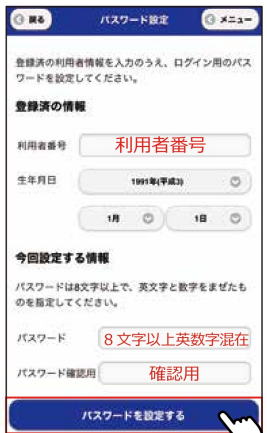 戻る パスワード設定 メニュー
登録済の利用者情報を入力のうえ、ログイン用のパス
ワードを設定してください。
登録済の情報
利用者番号 利用者番号
生年月日 1991年(平成3)
1月 1日
今回設定する情報
パスワードは8文字以上で、英文字と数字をまぜたも
のを指定してください。
パスワード 8文字以上英数字混在
パスワード確認用 確認用
パスワードを設定する